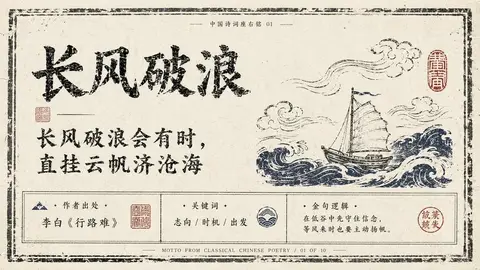 中国诗词座右铭 01
长风破浪
长风破浪会有时，
直挂云帆济沧海
作者出处
李白《行路难》
关键词
志向 / 时机 / 出发
金句逻辑
在低谷中先守住信念，
等风来时也要主动扬帆。
MOTTO FROM CLASSICAL CHINESE POETRY / 01 OF 10